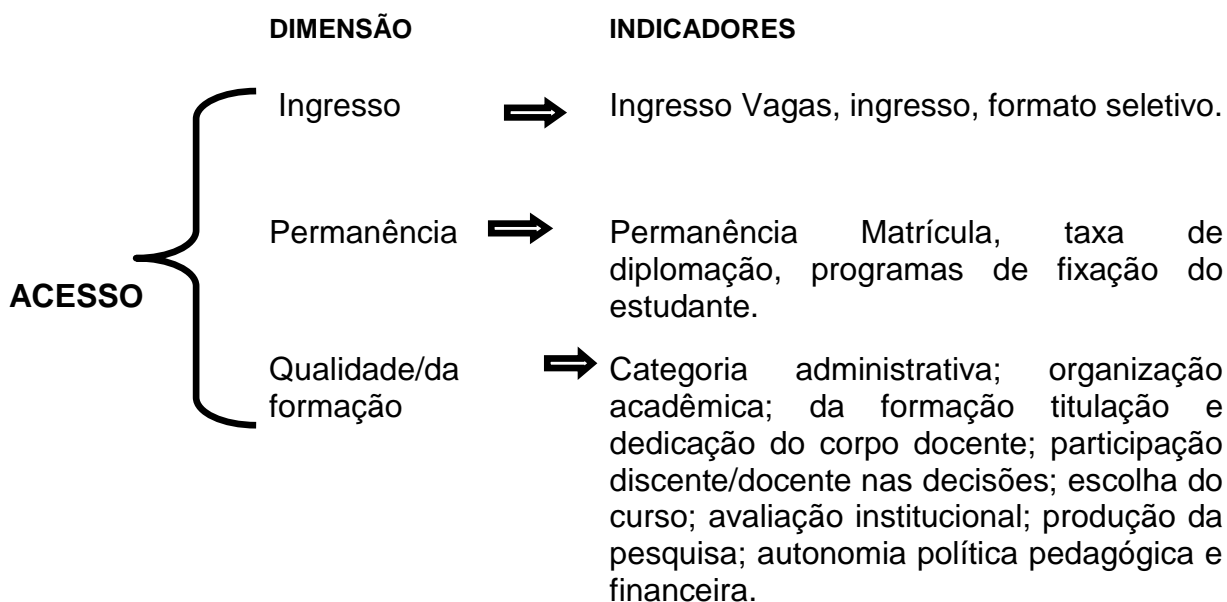 DIMENSÃO INDICADORES
Ingresso Ingresso Vagas, ingresso, formato seletivo.
Permanência Permanência Matrícula, taxa de
diplomação, programas de fixação do
estudante.
ACESSO
Qualidade/da
formação
Categoria administrativa; organização
acadêmica; da formação titulação e
dedicação do corpo docente; participação
discente/docente nas decisões; escolha do
curso; avaliação institucional; produção da
pesquisa; autonomia política pedagógica e
financeira.